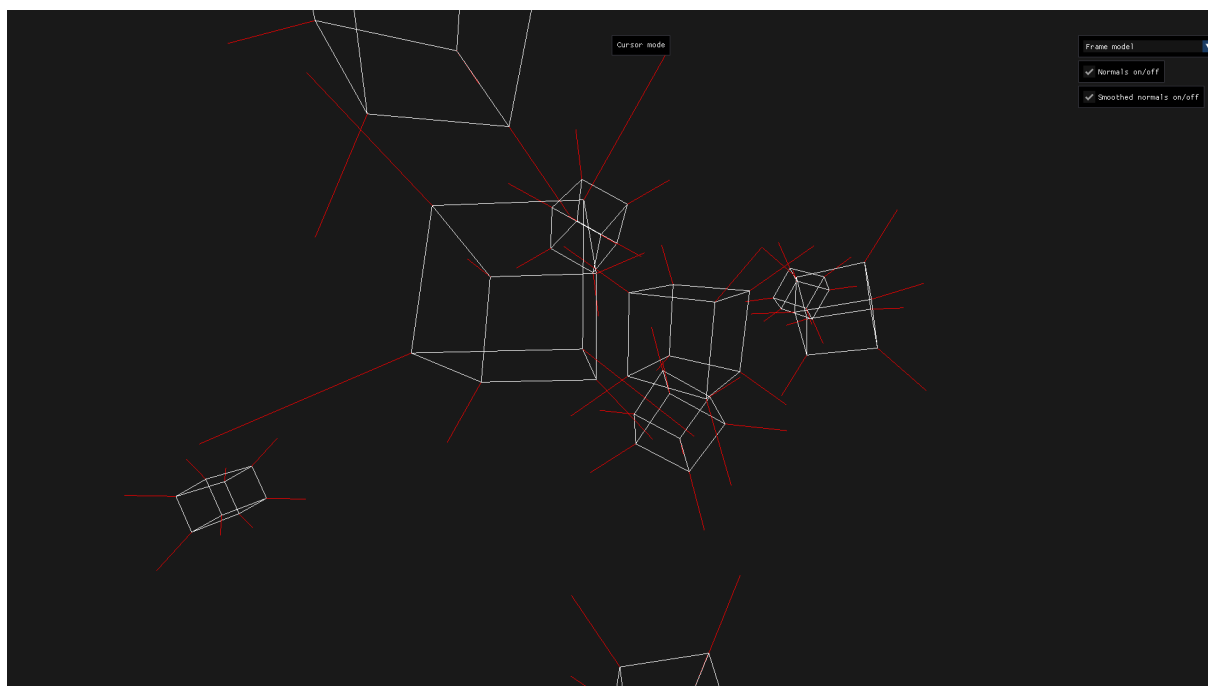 Cursor mode
Frame model
Normals on/off
Smoothed normals on/off